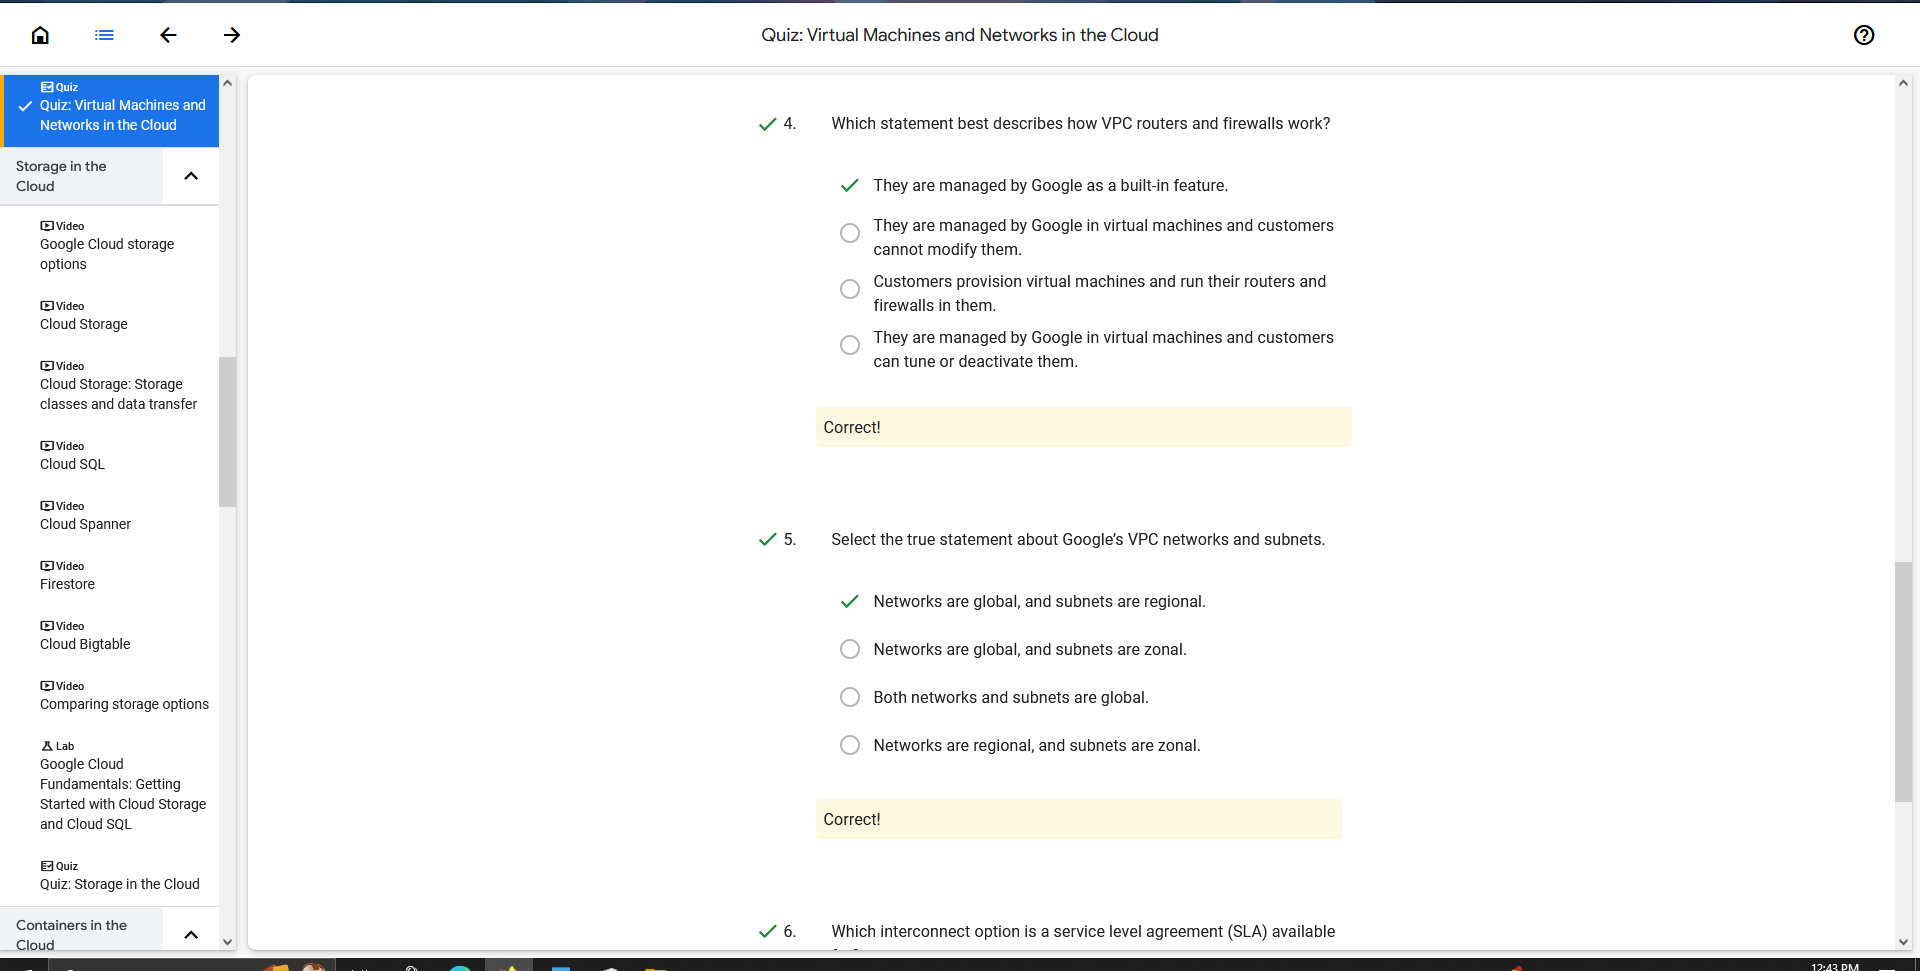 Quiz: Virtual Machines and Networks in the Cloud
Quiz
Quiz: Virtual Machines and
Networks in the Cloud
Storage in the
Cloud
Video
Google Cloud storage
options
Video
Cloud Storage
Video
Cloud Storage: Storage
classes and data transfer
Video
Cloud SQL
Video
Cloud Spanner
Video
Firestore
Video
Cloud Bigtable
Video
Comparing storage options
Lab
Google Cloud
Fundamentals: Getting
Started with Cloud Storage
and Cloud SQL
Quiz
Quiz: Storage in the Cloud
Containers in the
Cloud
4. Which statement best describes how VPC routers and firewalls work?
They are managed by Google as a built-in feature.
They are managed by Google in virtual machines and customers
cannot modify them.
Customers provision virtual machines and run their routers and
firewalls in them.
They are managed by Google in virtual machines and customers
can tune or deactivate them.
Correct!
5. Select the true statement about Google’s VPC networks and subnets.
Networks are global, and subnets are regional.
Networks are global, and subnets are zonal.
Both networks and subnets are global.
Networks are regional, and subnets are zonal.
Correct!
6. Which interconnect option is a service level agreement (SLA) available
12:43 PM